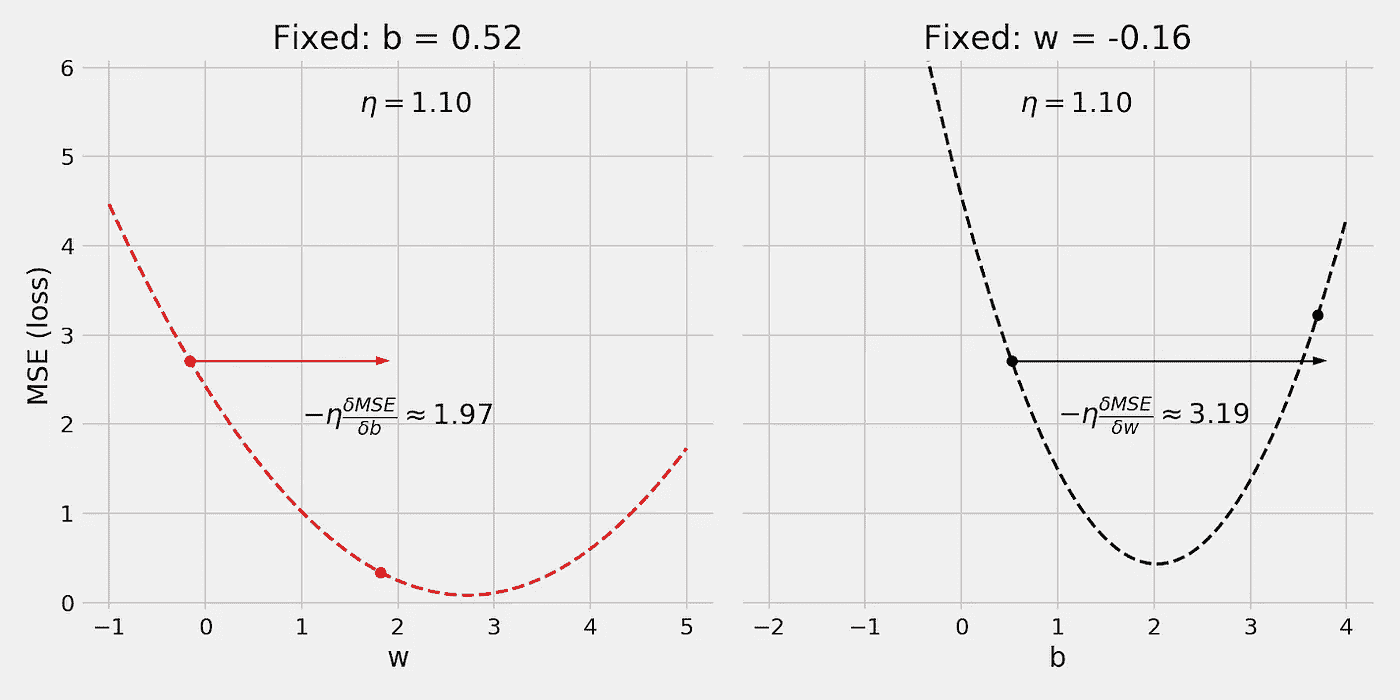 Fixed: b = 0.52
η = 1.10
−η δMSE/δb ≈ 1.97
MSE (loss)
6
5
4
3
2
1
0
−1 0 1 2 3 4 5
w
Fixed: w = -0.16
η = 1.10
−η δMSE/δw ≈ 3.19
−2 −1 0 1 2 3 4
b